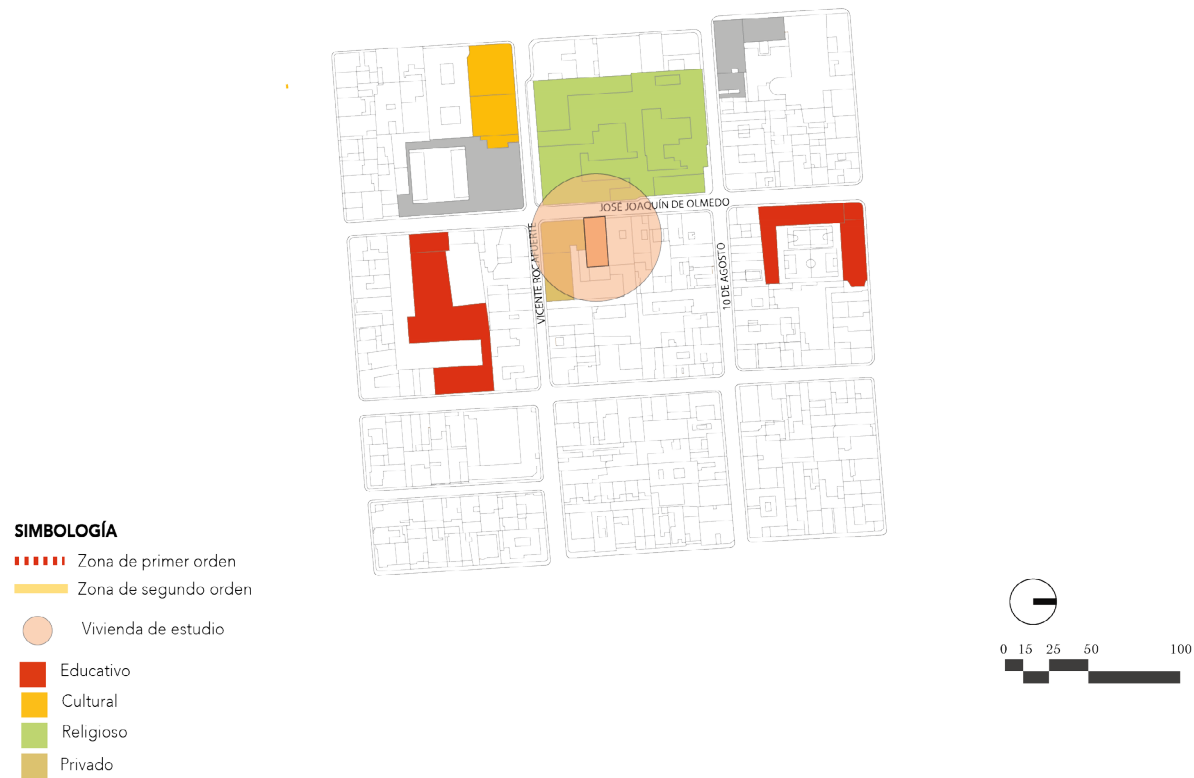 JOSÉ JOAQUÍN DE OLMEDO
VICENTE ROCAFUERTE
10 DE AGOSTO
SIMBOLOGÍA
Zona de primer orden
Zona de segundo orden
Vivienda de estudio
Educativo
Cultural
Religioso
Privado
0 15 25 50 100